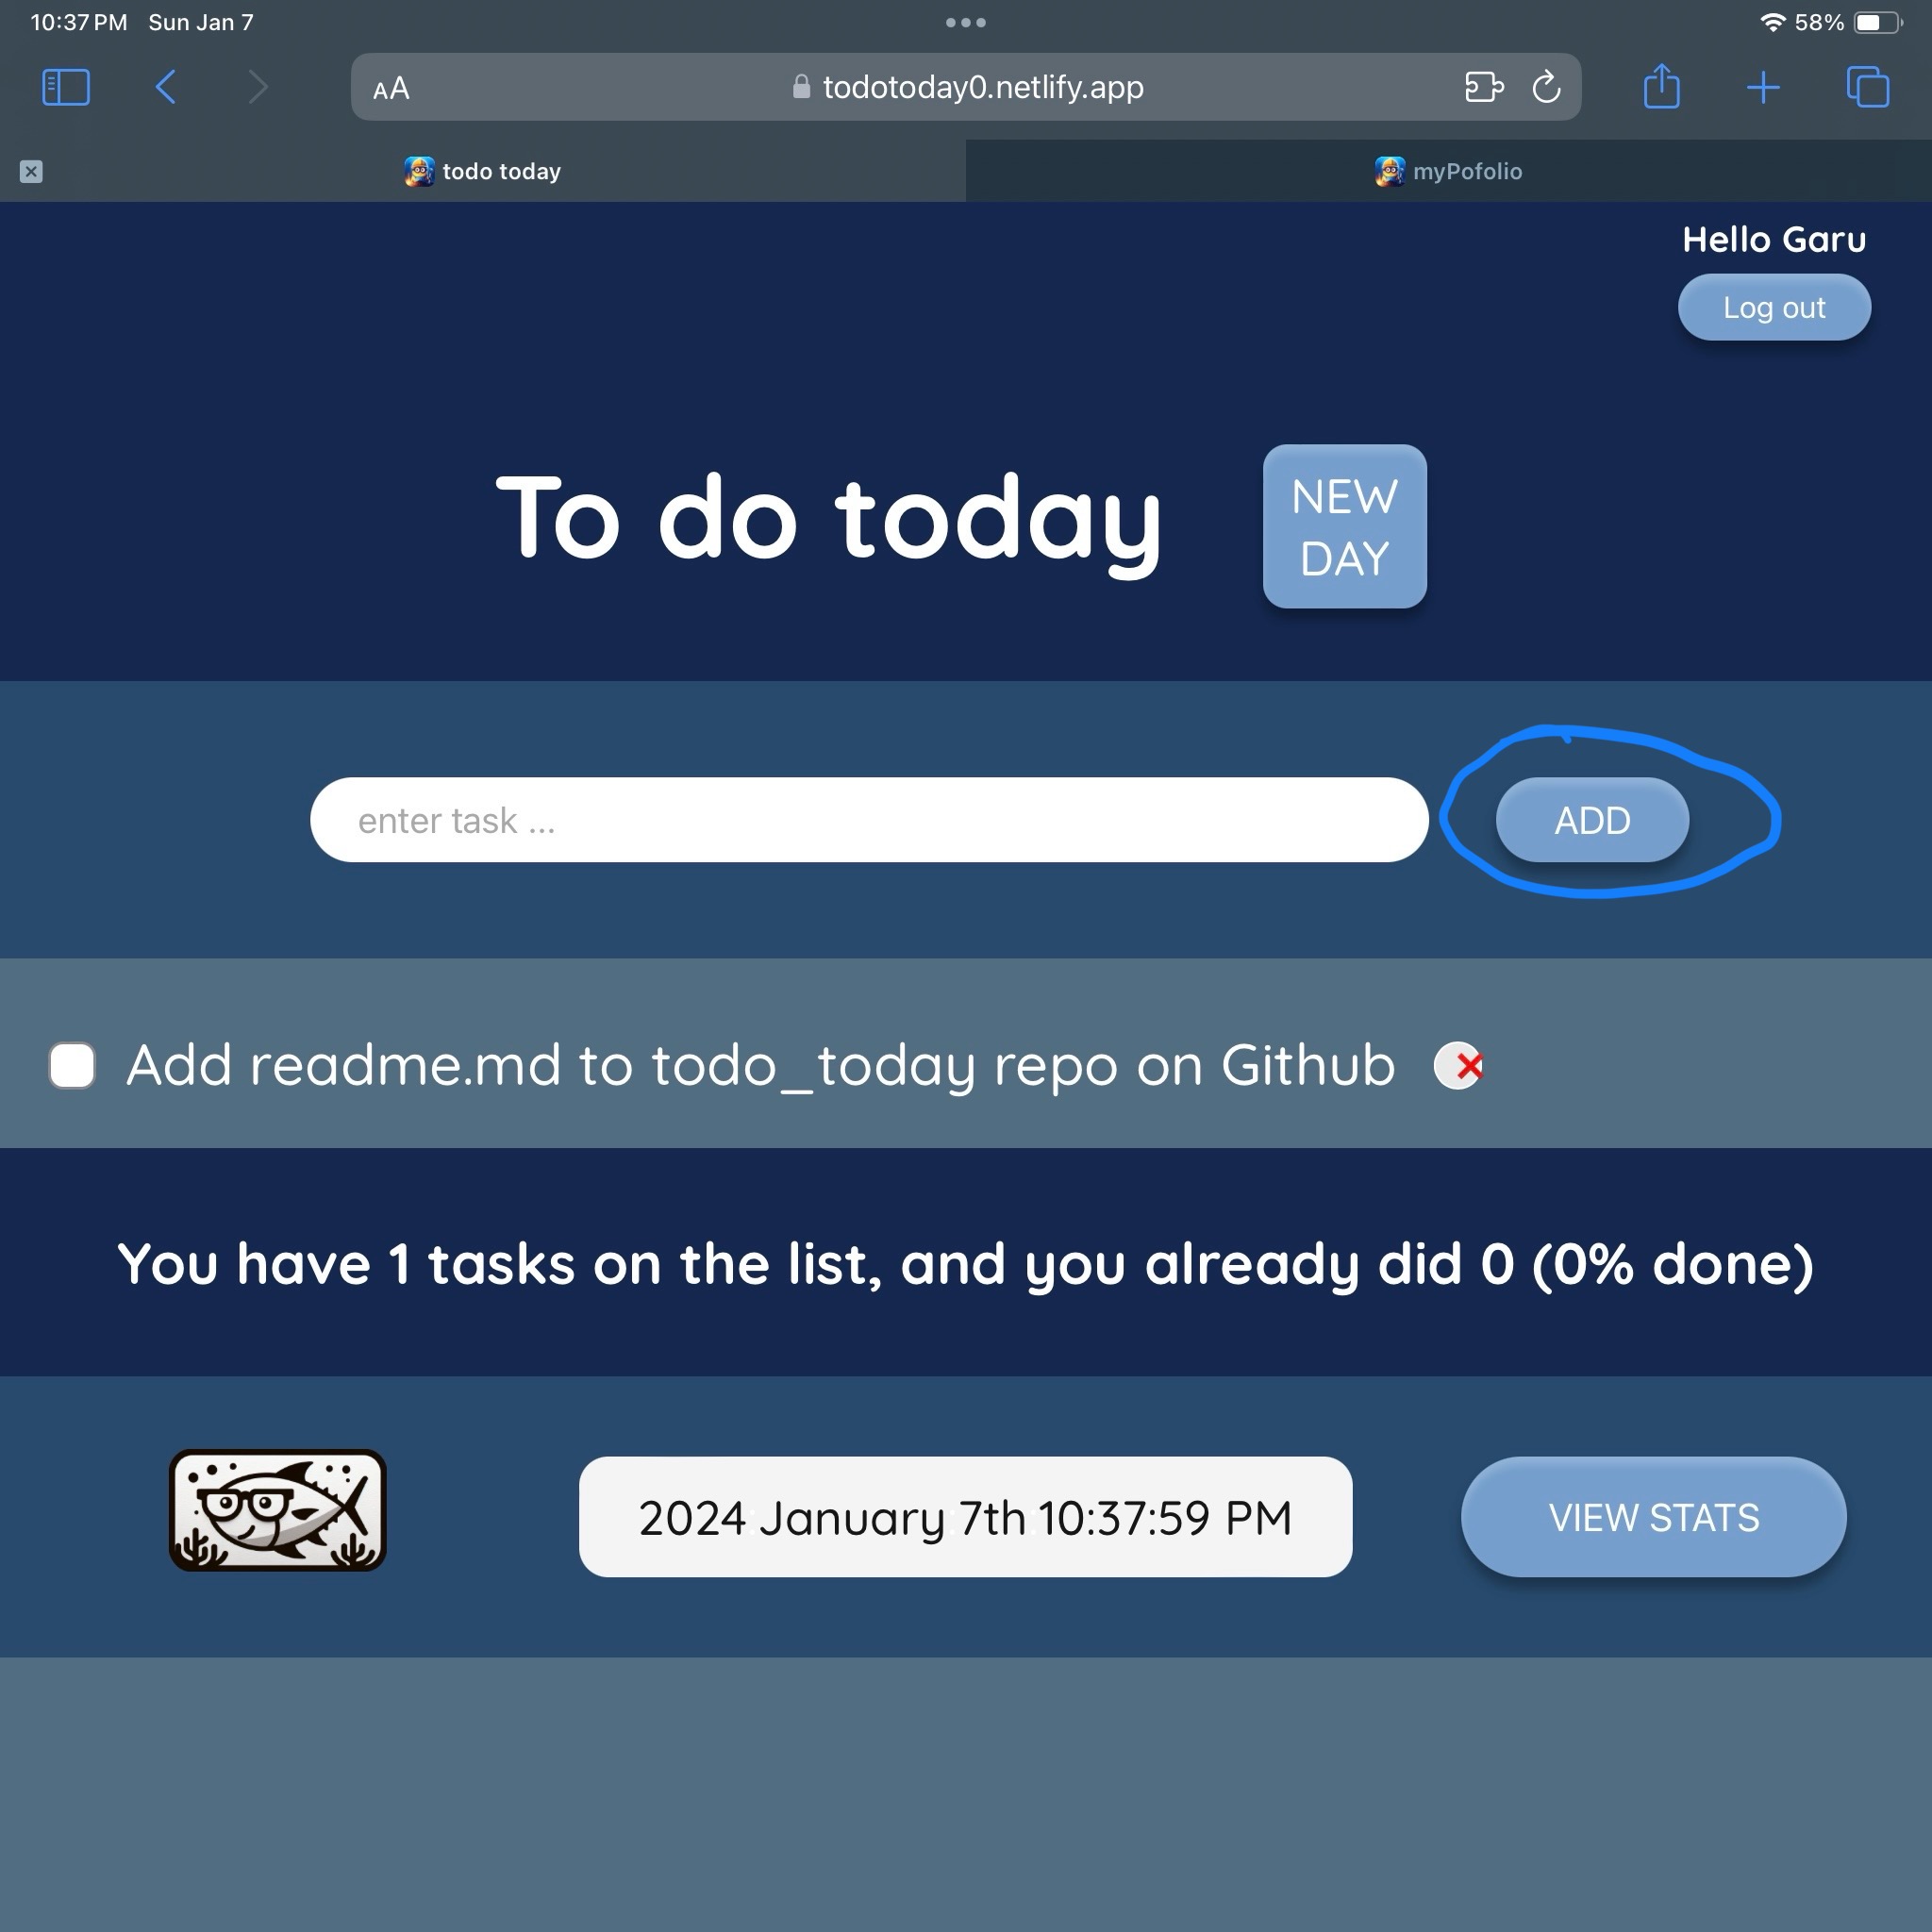 10:37 PM Sun Jan 7
58%
AA todotoday0.netlify.app
todo today
myPofolio
Hello Garu
Log out
To do today
NEW
DAY
enter task ...
ADD
Add readme.md to todo_today repo on Github
You have 1 tasks on the list, and you already did 0 (0% done)
2024 January 7th 10:37:59 PM
VIEW STATS